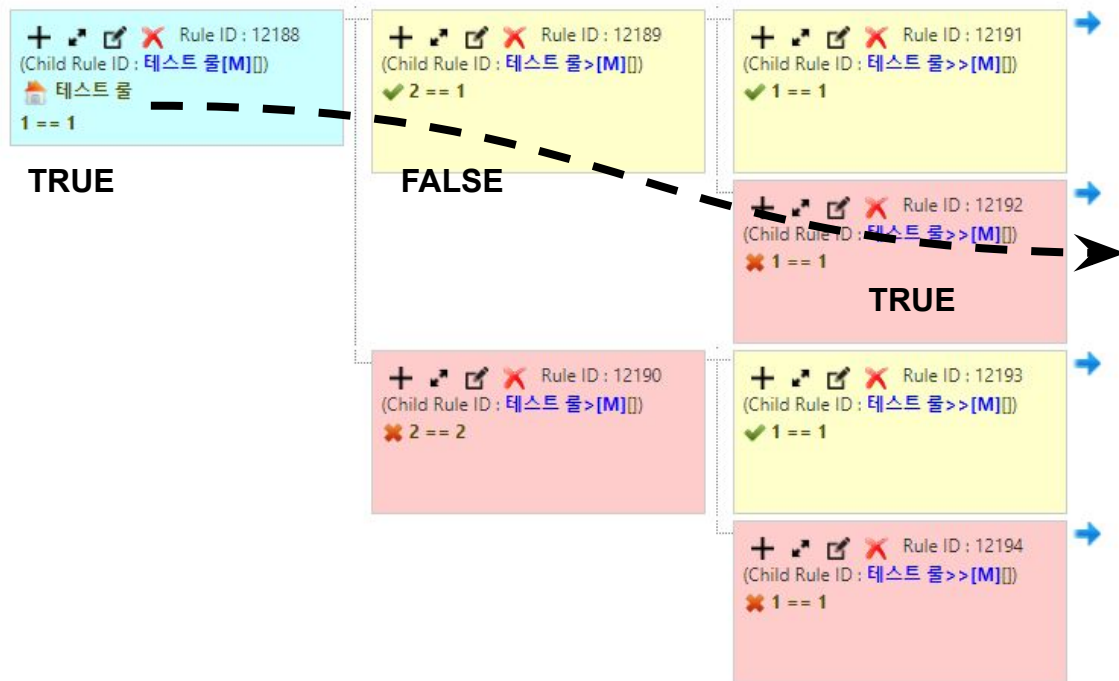 Rule ID : 12188
(Child Rule ID : 테스트 룰[M][])
테스트 룰
1 == 1
TRUE
Rule ID : 12189
(Child Rule ID : 테스트 룰>[M][])
2 == 1
FALSE
Rule ID : 12191
(Child Rule ID : 테스트 룰>>[M][])
1 == 1
Rule ID : 12192
(Child Rule ID : 테스트 룰>>[M][])
1 == 1
TRUE
Rule ID : 12190
(Child Rule ID : 테스트 룰>[M][])
2 == 2
Rule ID : 12193
(Child Rule ID : 테스트 룰>>[M][])
1 == 1
Rule ID : 12194
(Child Rule ID : 테스트 룰>>[M][])
1 == 1